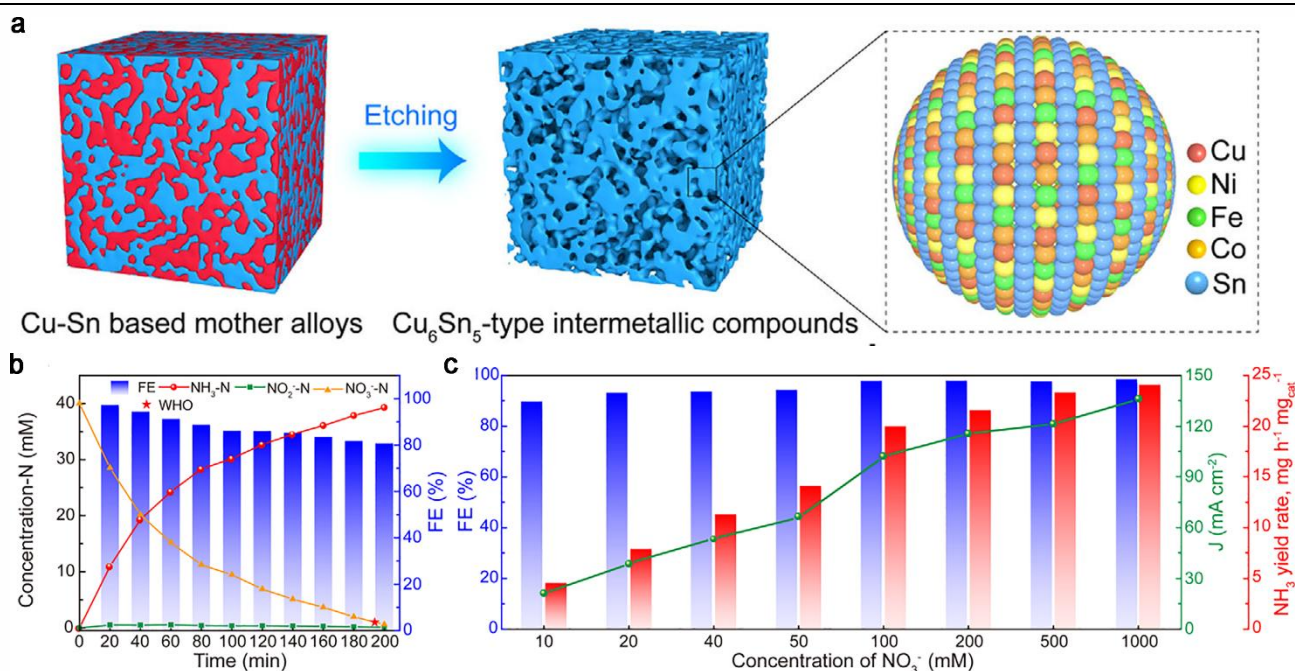 a
Etching
Cu
Ni
Fe
Co
Sn
Cu-Sn based mother alloys
Cu₆Sn₅-type intermetallic compounds
b
FE NH₃-N NO₂⁻-N NO₃⁻-N
WHO
Concentration-N (mM)
40
30
20
10
0
100
80
60
40
20
0
FE (%)
0 20 40 60 80 100 120 140 160 180 200
Time (min)
c
FE (%)
100
80
60
40
20
0
150
120
90
60
30
0
J (mA cm⁻²)
25
20
15
10
5
0
NH₃ yield rate, mg h⁻¹ mg_cat⁻¹
10 20 40 50 100 200 500 1000
Concentration of NO₃⁻ (mM)